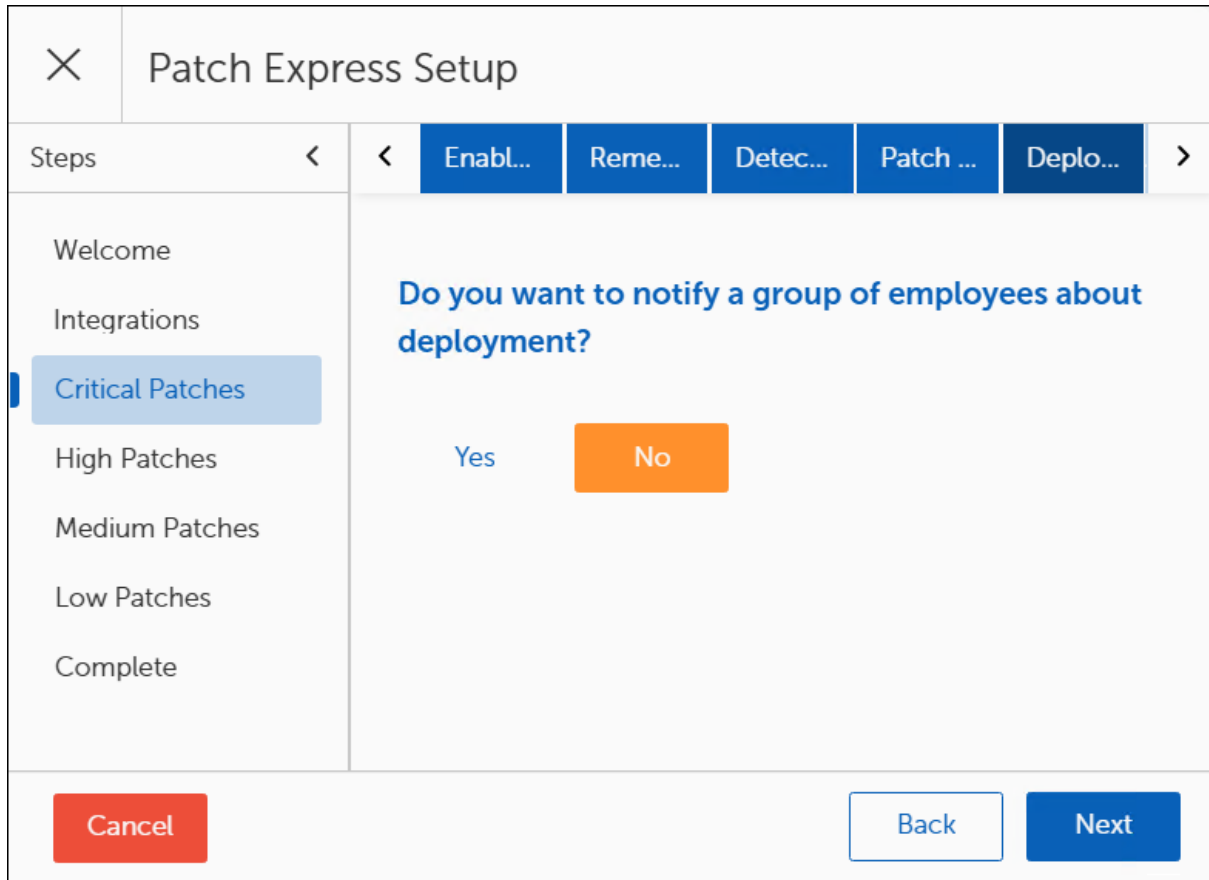 Patch Express Setup
Steps
Enabl...
Reme...
Detec...
Patch ...
Deplo...
Welcome
Integrations
Critical Patches
High Patches
Medium Patches
Low Patches
Complete
Do you want to notify a group of employees about
deployment?
Yes
No
Cancel
Back
Next